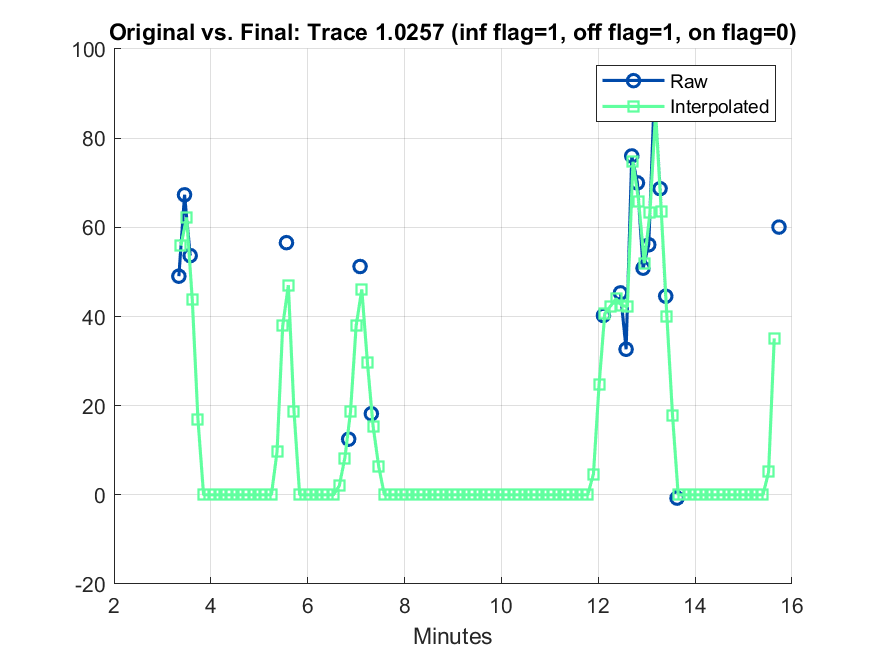 Original vs. Final: Trace 1.0257 (inf flag=1, off flag=1, on flag=0)
100
80
60
40
20
0
-20
Raw
Interpolated
2 4 6 8 10 12 14 16
Minutes